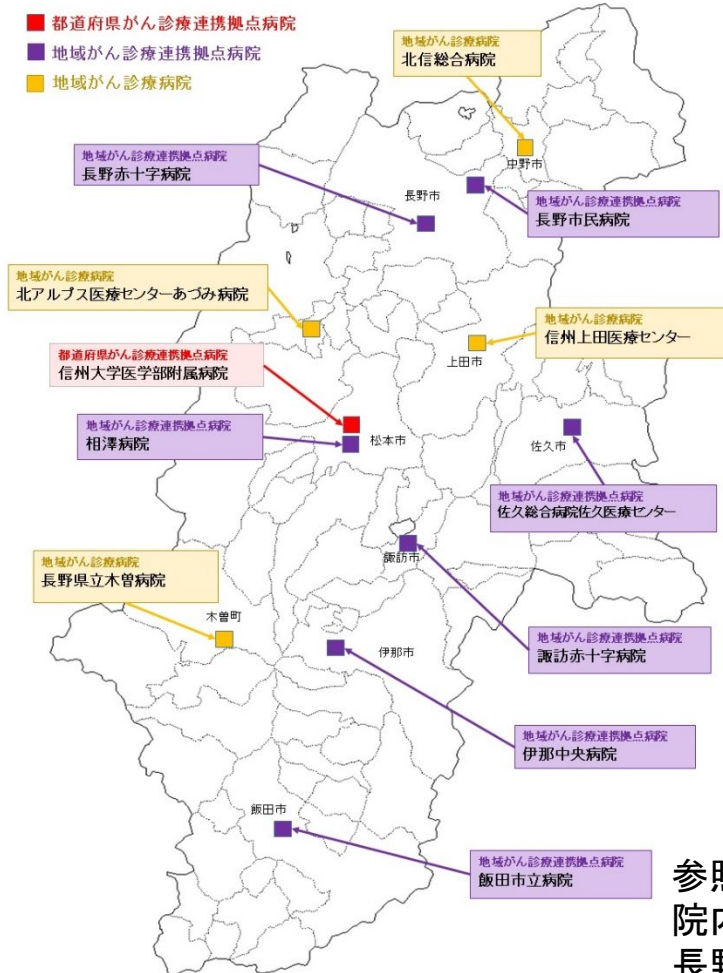 都道府県がん診療連携拠点病院
地域がん診療連携拠点病院
地域がん診療病院
地域がん診療病院
北信総合病院
中野市
地域がん診療連携拠点病院
長野赤十字病院
長野市
地域がん診療連携拠点病院
長野市民病院
地域がん診療病院
北アルプス医療センターあづみ病院
地域がん診療病院
信州上田医療センター
上田市
都道府県がん診療連携拠点病院
信州大学医学部附属病院
地域がん診療連携拠点病院
相澤病院
松本市
佐久市
地域がん診療連携拠点病院
佐久総合病院佐久医療センター
諏訪市
地域がん診療病院
長野県立木曽病院
木曽町
伊那市
地域がん診療連携拠点病院
諏訪赤十字病院
地域がん診療連携拠点病院
伊那中央病院
飯田市
地域がん診療連携拠点病院
飯田市立病院
参照
院内
長野